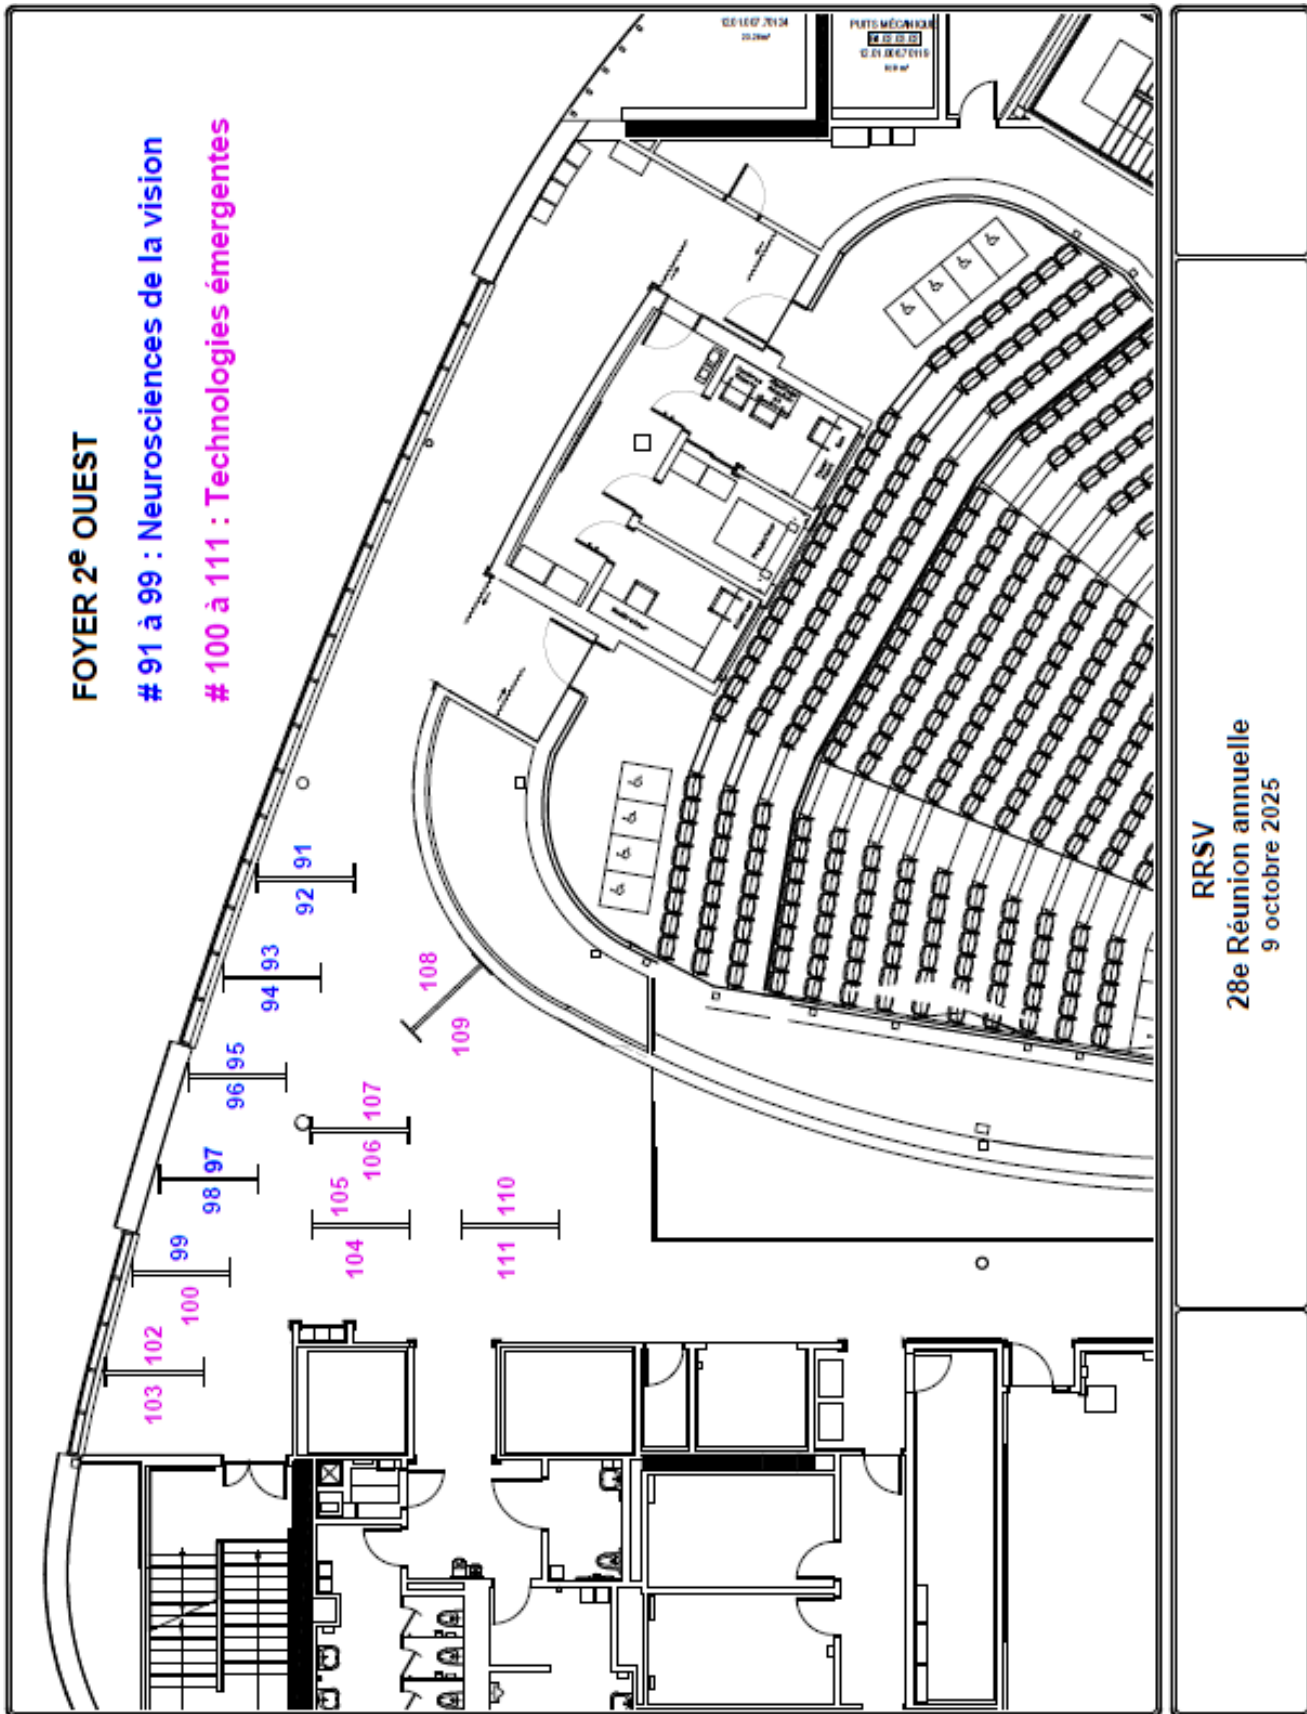 FOYER 2e OUEST
# 91 à 99 : Neurosciences de la vision
# 100 à 111 : Technologies émergentes
PUITS MÉCANIQUE
103 102
100 99
98 97
96 95
94 93
92 91
104 105
106 107
109 108
111 110
RRSV
28e Réunion annuelle
9 octobre 2025